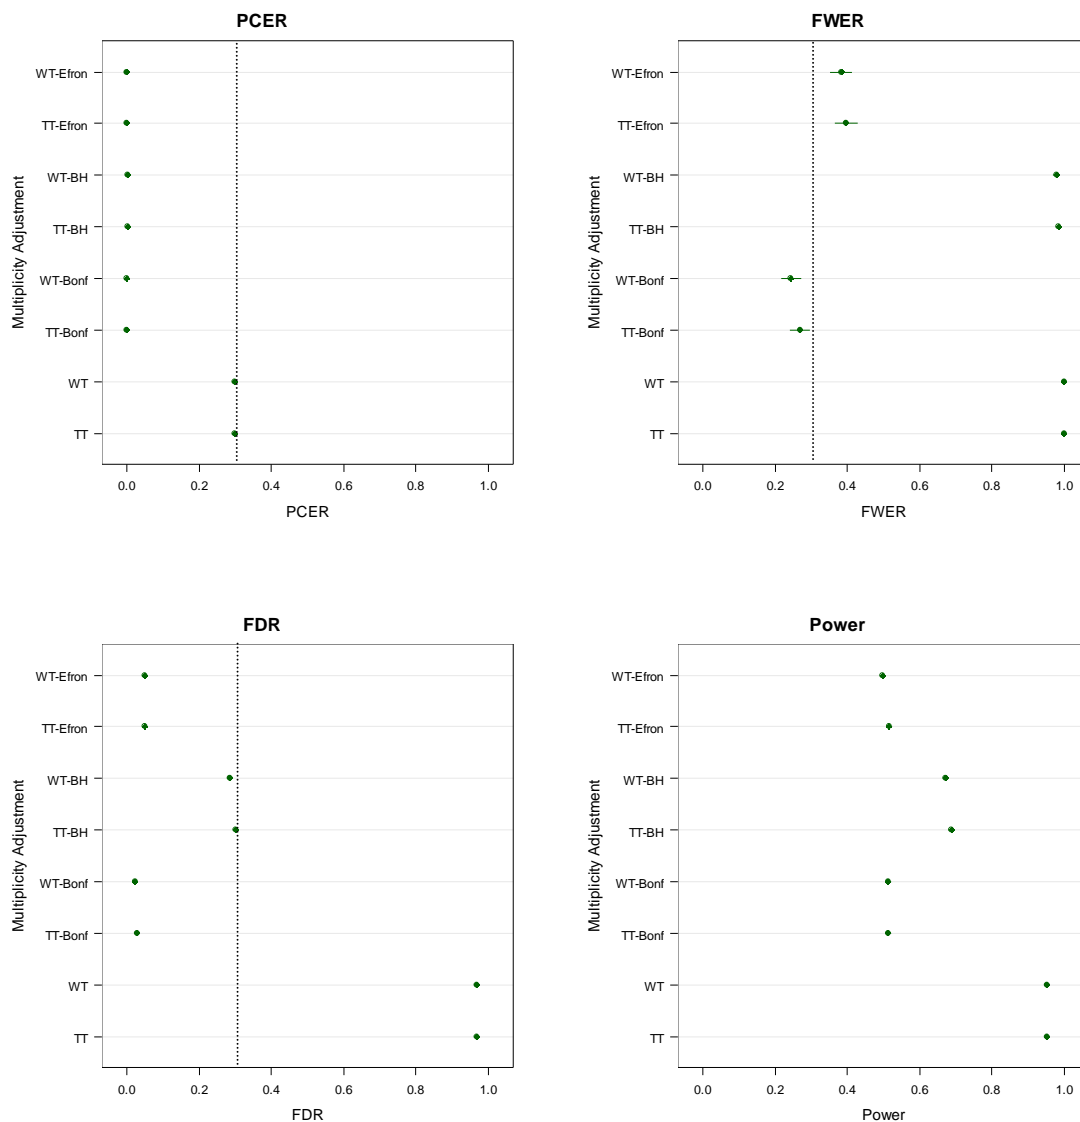 PCER
Multiplicity Adjustment
WT-Efron
TT-Efron
WT-BH
TT-BH
WT-Bonf
TT-Bonf
WT
TT
0.0 0.2 0.4 0.6 0.8 1.0
PCER
FWER
Multiplicity Adjustment
WT-Efron
TT-Efron
WT-BH
TT-BH
WT-Bonf
TT-Bonf
WT
TT
0.0 0.2 0.4 0.6 0.8 1.0
FWER
FDR
Multiplicity Adjustment
WT-Efron
TT-Efron
WT-BH
TT-BH
WT-Bonf
TT-Bonf
WT
TT
0.0 0.2 0.4 0.6 0.8 1.0
FDR
Power
Multiplicity Adjustment
WT-Efron
TT-Efron
WT-BH
TT-BH
WT-Bonf
TT-Bonf
WT
TT
0.0 0.2 0.4 0.6 0.8 1.0
Power